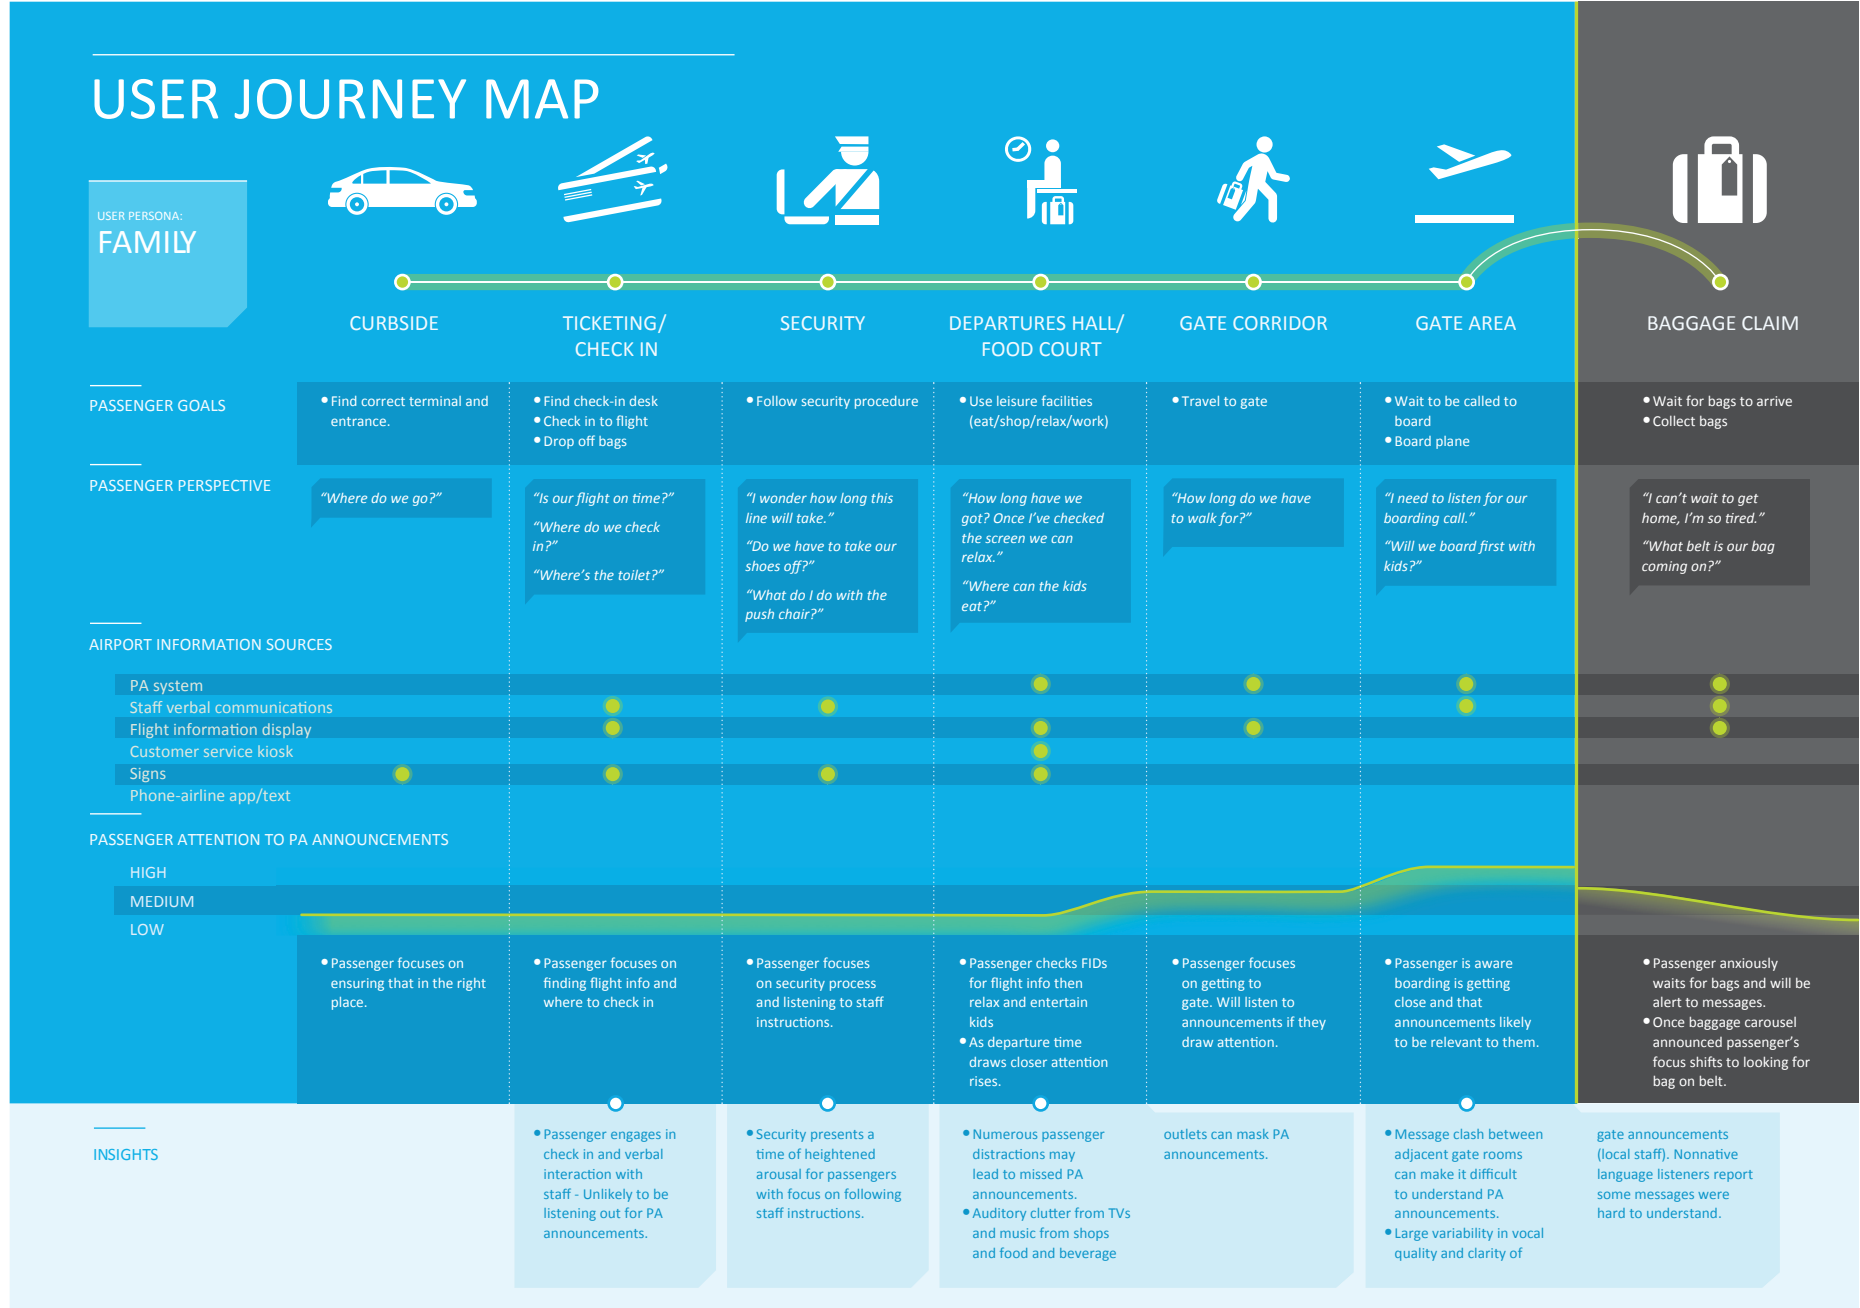 USER JOURNEY MAP
USER PERSONA:
FAMILY
CURBSIDE
TICKETING/
CHECK IN
SECURITY
DEPARTURES HALL/
FOOD COURT
GATE CORRIDOR
GATE AREA
BAGGAGE CLAIM
PASSENGER GOALS
• Find correct terminal and
entrance.
• Find check-in desk
• Check in to flight
• Drop off bags
• Follow security procedure
• Use leisure facilities
(eat/shop/relax/work)
• Travel to gate
• Wait to be called to
board
• Board plane
• Wait for bags to arrive
• Collect bags
PASSENGER PERSPECTIVE
“Where do we go?”
“Is our flight on time?”
“Where do we check
in?”
“Where’s the toilet?”
“I wonder how long this
line will take.”
“Do we have to take our
shoes off?”
“What do I do with the
push chair?”
“How long have we
got? Once I’ve checked
the screen we can
relax.”
“Where can the kids
eat?”
“How long do we have
to walk for?”
“I need to listen for our
boarding call.”
“Will we board first with
kids?”
“I can’t wait to get
home, I’m so tired.”
“What belt is our bag
coming on?”
AIRPORT INFORMATION SOURCES
PA system
Staff verbal communications
Flight information display
Customer service kiosk
Signs
Phone-airline app/text
PASSENGER ATTENTION TO PA ANNOUNCEMENTS
HIGH
MEDIUM
LOW
• Passenger focuses on
ensuring that in the right
place.
• Passenger focuses on
finding flight info and
where to check in
• Passenger focuses
on security process
and listening to staff
instructions.
• Passenger checks FIDs
for flight info then
relax and entertain
kids
• As departure time
draws closer attention
rises.
• Passenger focuses
on getting to
gate. Will listen to
announcements if they
draw attention.
• Passenger is aware
boarding is getting
close and that
announcements likely
to be relevant to them.
• Passenger anxiously
waits for bags and will be
alert to messages.
• Once baggage carousel
announced passenger’s
focus shifts to looking for
bag on belt.
INSIGHTS
• Passenger engages in
check in and verbal
interaction with
staff - Unlikely to be
listening out for PA
announcements.
• Security presents a
time of heightened
arousal for passengers
with focus on following
staff instructions.
• Numerous passenger
distractions may
lead to missed PA
announcements.
• Auditory clutter from TVs
and music from shops
and food and beverage
outlets can mask PA
announcements.
• Message clash between
adjacent gate rooms
can make it difficult
to understand PA
announcements.
• Large variability in vocal
quality and clarity of
gate announcements
(local staff). Nonnative
language listeners report
some messages were
hard to understand.